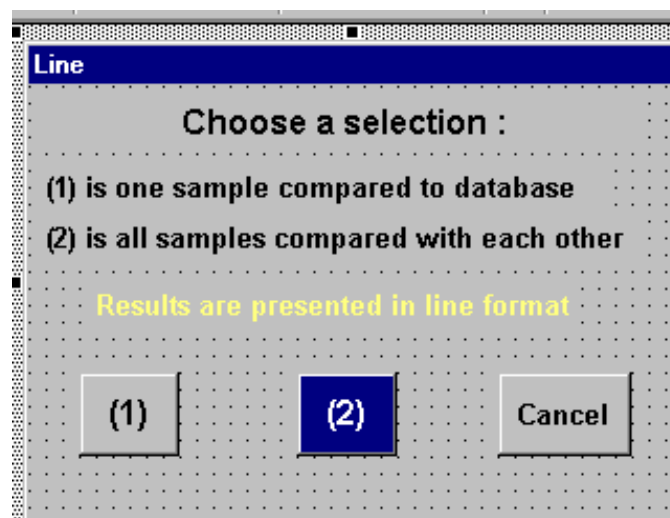 Line
Choose a selection :
(1) is one sample compared to database
(2) is all samples compared with each other
Results are presented in line format
(1) (2) Cancel